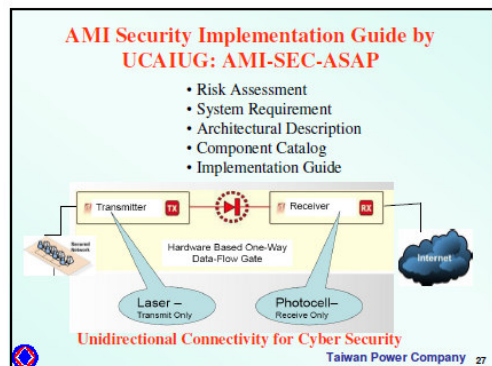 AMI Security Implementation Guide by
UCAIUG: AMI-SEC-ASAP
• Risk Assessment
• System Requirement
• Architectural Description
• Component Catalog
• Implementation Guide
Transmitter TX
Receiver RX
Secured
Network
Hardware Based One-Way
Data-Flow Gate
Internet
Laser –
Transmit Only
Photocell–
Receive Only
Unidirectional Connectivity for Cyber Security
Taiwan Power Company 27